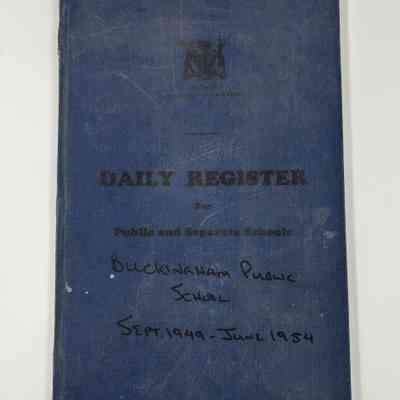 DAILY REGISTER
For
Public and Separate Schools
BUCKINGHAM PUBLIC
SCHOOL
SEPT. 1949 - JUNE 1954